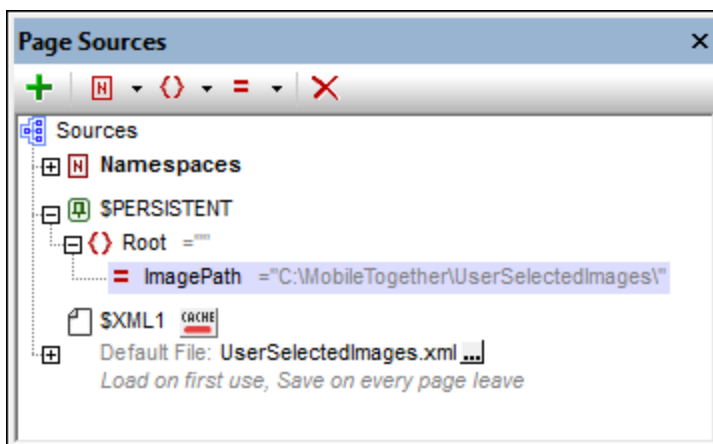 Page Sources
Sources
Namespaces
$PERSISTENT
Root =""
ImagePath ="C:\MobileTogether\UserSelectedImages\"
$XML1 CACHE
Default File: UserSelectedImages.xml ...
Load on first use, Save on every page leave